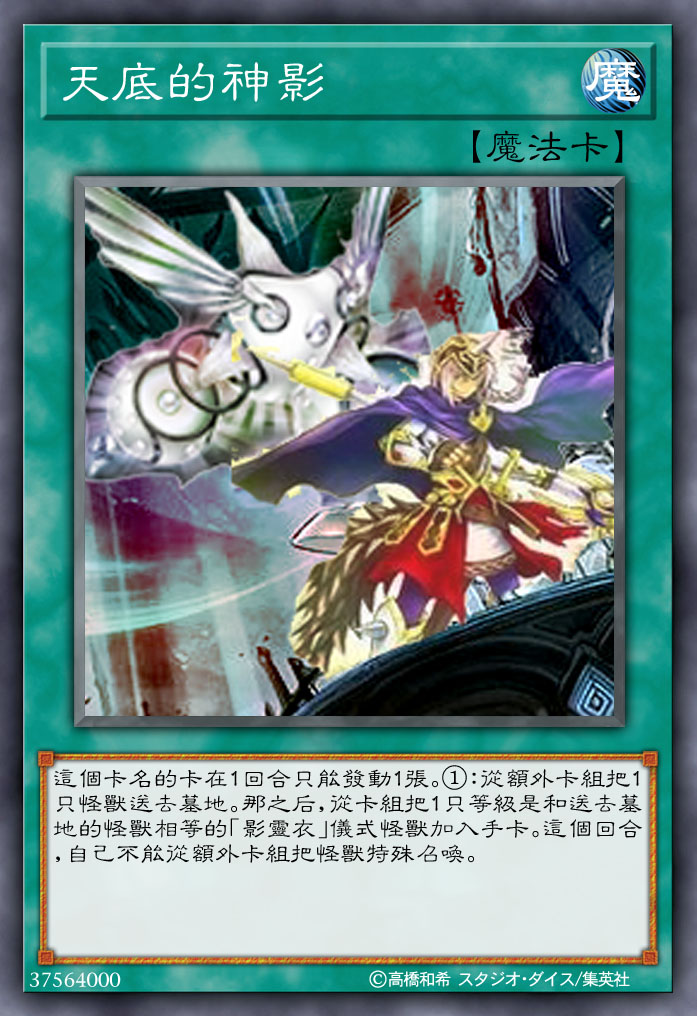 天底的神影
魔
【魔法卡】
這個卡名的卡在1回合只能發動1張。①：從額外卡組把1
只怪獸送去墓地。那之后，從卡組把1只等級是和送去墓
地的怪獸相等的「影靈衣」儀式怪獸加入手卡。這個回合
，自己不能從額外卡組把怪獸特殊召喚。
37564000
©高橋和希 スタジオ・ダイス/集英社